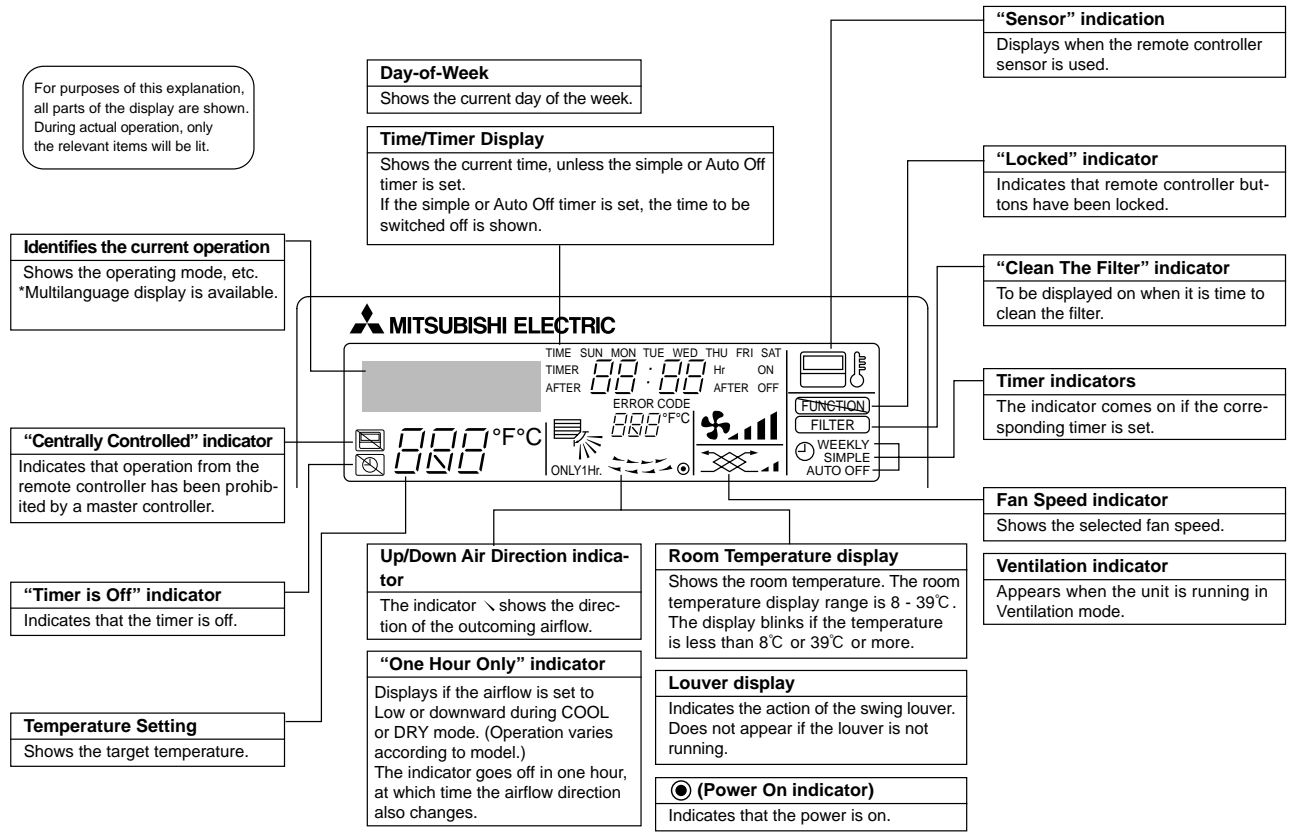 For purposes of this explanation,
all parts of the display are shown.
During actual operation, only
the relevant items will be lit.
Day-of-Week
Shows the current day of the week.
Time/Timer Display
Shows the current time, unless the simple or Auto Off
timer is set.
If the simple or Auto Off timer is set, the time to be
switched off is shown.
Identifies the current operation
Shows the operating mode, etc.
*Multilanguage display is available.
“Centrally Controlled” indicator
Indicates that operation from the
remote controller has been prohib-
ited by a master controller.
“Timer is Off” indicator
Indicates that the timer is off.
Temperature Setting
Shows the target temperature.
MITSUBISHI ELECTRIC
TIME SUN MON TUE WED THU FRI SAT
TIMER 88:88 Hr ON
AFTER AFTER OFF
ERROR CODE
888 °F°C
888 °F°C
ONLY1Hr.
FUNCTION
FILTER
WEEKLY
SIMPLE
AUTO OFF
Up/Down Air Direction indica-
tor
The indicator shows the direc-
tion of the outcoming airflow.
“One Hour Only” indicator
Displays if the airflow is set to
Low or downward during COOL
or DRY mode. (Operation varies
according to model.)
The indicator goes off in one hour,
at which time the airflow direction
also changes.
Room Temperature display
Shows the room temperature. The room
temperature display range is 8 - 39℃.
The display blinks if the temperature
is less than 8℃ or 39℃ or more.
Louver display
Indicates the action of the swing louver.
Does not appear if the louver is not
running.
(Power On indicator)
Indicates that the power is on.
“Sensor” indication
Displays when the remote controller
sensor is used.
“Locked” indicator
Indicates that remote controller but-
tons have been locked.
“Clean The Filter” indicator
To be displayed on when it is time to
clean the filter.
Timer indicators
The indicator comes on if the corre-
sponding timer is set.
Fan Speed indicator
Shows the selected fan speed.
Ventilation indicator
Appears when the unit is running in
Ventilation mode.